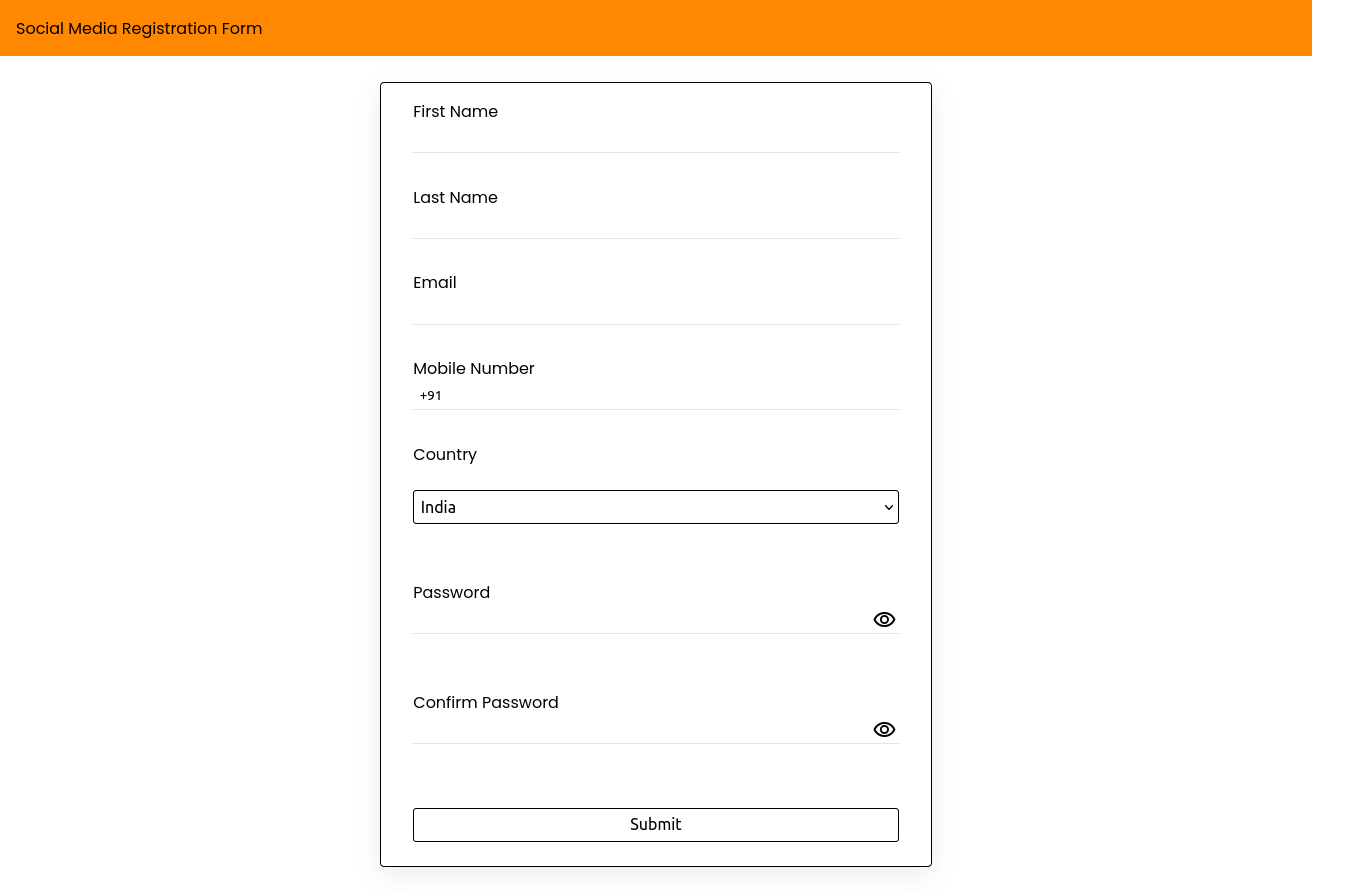 Social Media Registration Form
First Name
Last Name
Email
Mobile Number
+91
Country
India
Password
Confirm Password
Submit